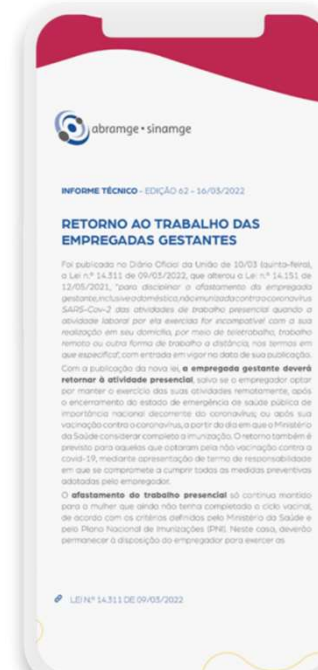 abramge • sinamge
INFORME TÉCNICO - EDIÇÃO 62 - 16/03/2022
RETORNO AO TRABALHO DAS
EMPREGADAS GESTANTES
Foi publicada no Diário Oficial da União de 10/03 (quinta-feira),
a Lei n.º 14.311 de 09/03/2022, que alterou a Lei n.º 14.151 de
12/05/2021, "para disciplinar o afastamento da empregada
gestante, inclusive a doméstica, não imunizada contra o coronavírus
SARS-Cov-2 das atividades de trabalho presencial quando a
atividade laboral por ela exercida for incompatível com a sua
realização em seu domicílio, por meio de teletrabalho, trabalho
remoto ou outra forma de trabalho a distância, nos termos em
que especifica", com entrada em vigor na data de sua publicação.
Com a publicação da nova lei, a empregada gestante deverá
retornar à atividade presencial, salvo se o empregador optar
por manter o exercício das suas atividades remotamente, após
o encerramento do estado de emergência de saúde pública de
importância nacional decorrente do coronavírus; ou após sua
vacinação contra o coronavírus, a partir do dia em que o Ministério
da Saúde considerar completa a imunização. O retorno também é
previsto para aquelas que optaram pela não vacinação contra a
covid-19, mediante apresentação de termo de responsabilidade
em que se compromete a cumprir todas as medidas preventivas
adotadas pelo empregador.
O afastamento do trabalho presencial só continua mantido
para a mulher que ainda não tenha completado o ciclo vacinal,
de acordo com os critérios definidos pelo Ministério da Saúde e
pelo Plano Nacional de Imunizações (PNI). Neste caso, deverão
permanecer à disposição do empregador para exercer as
LEI N.º 14.311 DE 09/03/2022